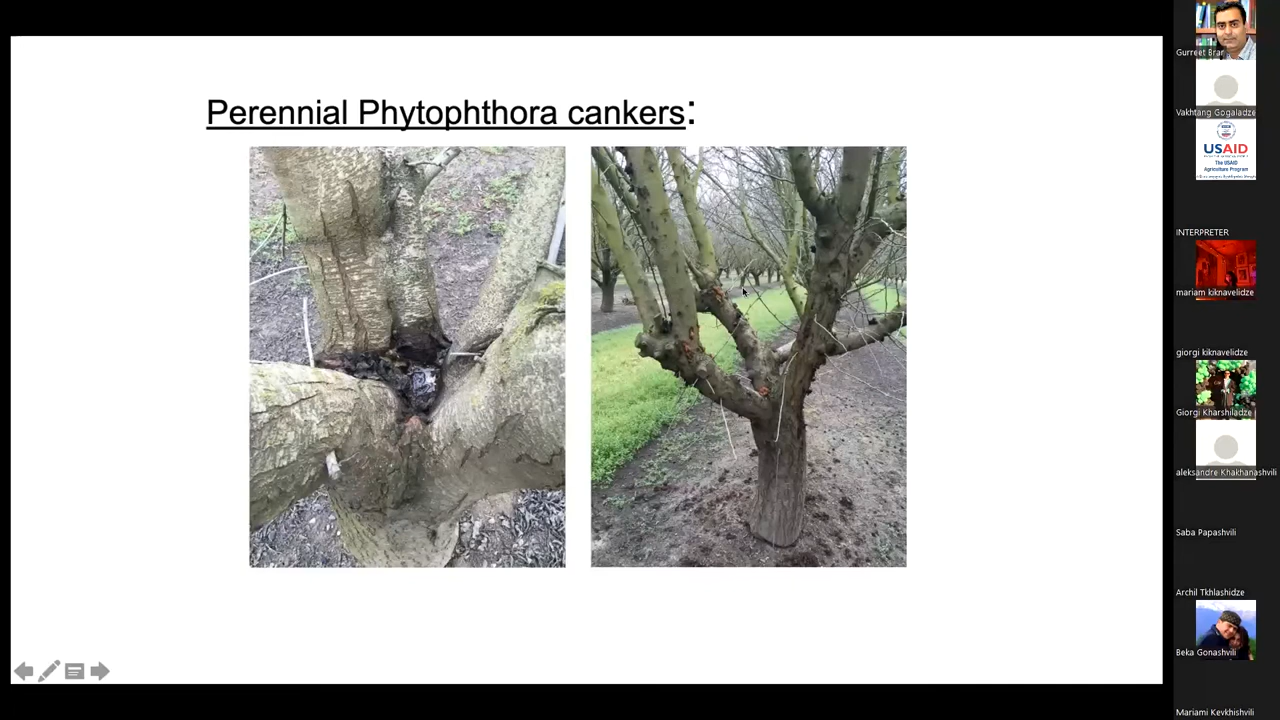 Perennial Phytophthora cankers:
Gurreet Brar
Vakhtang Gogaladze
USAID
The USAID
Agriculture Program
INTERPRETER
mariam kiknavelidze
giorgi kiknavelidze
Giorgi Kharshiladze
aleksandre Khakhanashvili
Saba Papashvili
Archil Tkhlashidze
Beka Gonashvili
Mariami Kevkhishvili